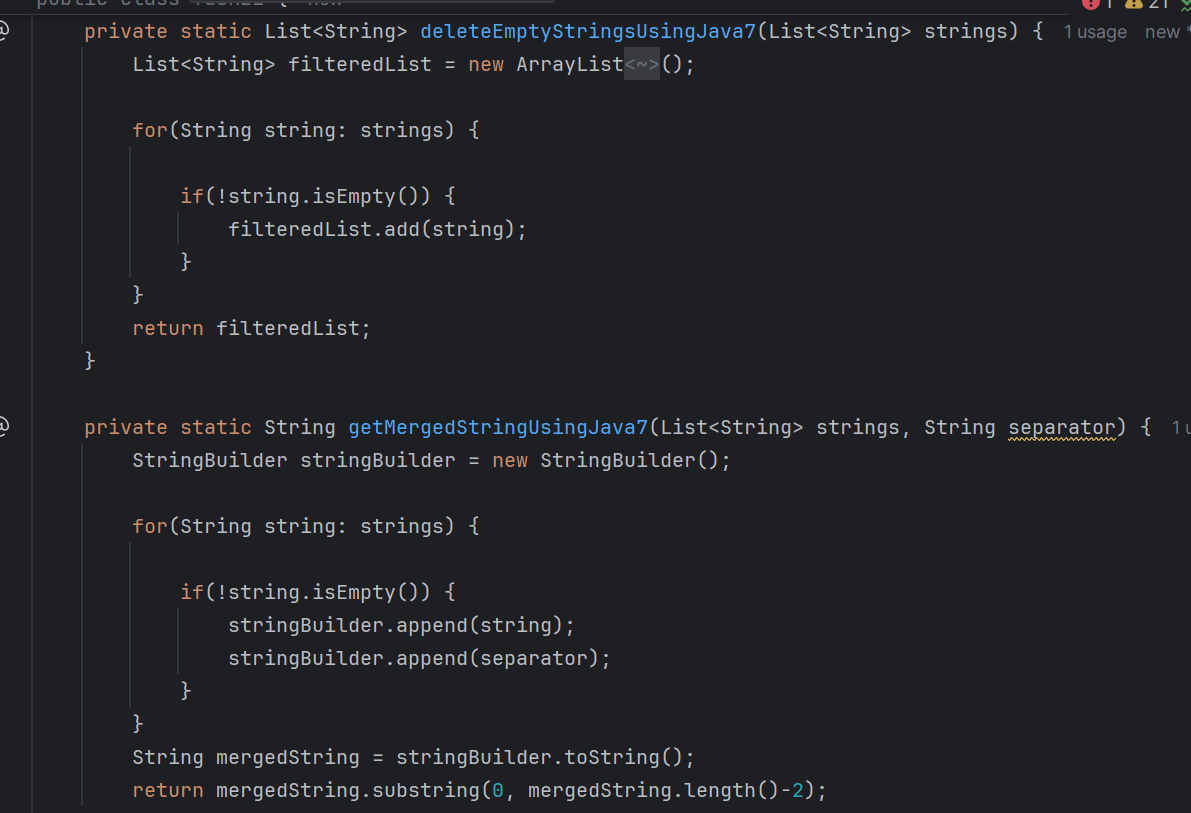 private static List<String> deleteEmptyStringsUsingJava7(List<String> strings) { 1 usage new *
List<String> filteredList = new ArrayList<~>();
for(String string: strings) {
if(!string.isEmpty()) {
filteredList.add(string);
}
}
return filteredList;
}
private static String getMergedStringUsingJava7(List<String> strings, String separator) { 1 u
StringBuilder stringBuilder = new StringBuilder();
for(String string: strings) {
if(!string.isEmpty()) {
stringBuilder.append(string);
stringBuilder.append(separator);
}
}
String mergedString = stringBuilder.toString();
return mergedString.substring(0, mergedString.length()-2);